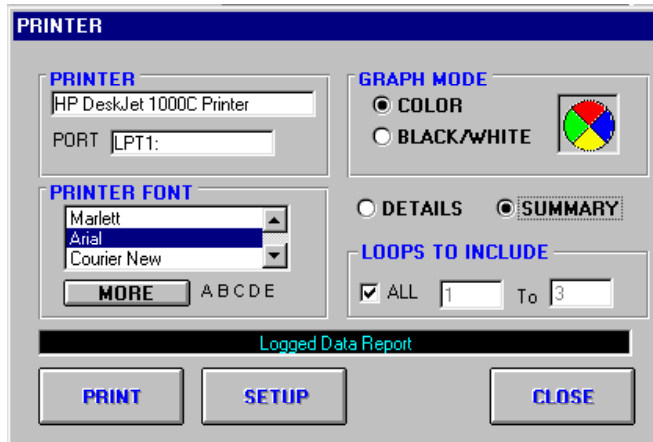 PRINTER
PRINTER
HP DeskJet 1000C Printer
PORT LPT1:
GRAPH MODE
COLOR
BLACK/WHITE
PRINTER FONT
Marlett
Arial
Courier New
MORE ABCDE
DETAILS SUMMARY
LOOPS TO INCLUDE
ALL 1 To 3
Logged Data Report
PRINT SETUP CLOSE